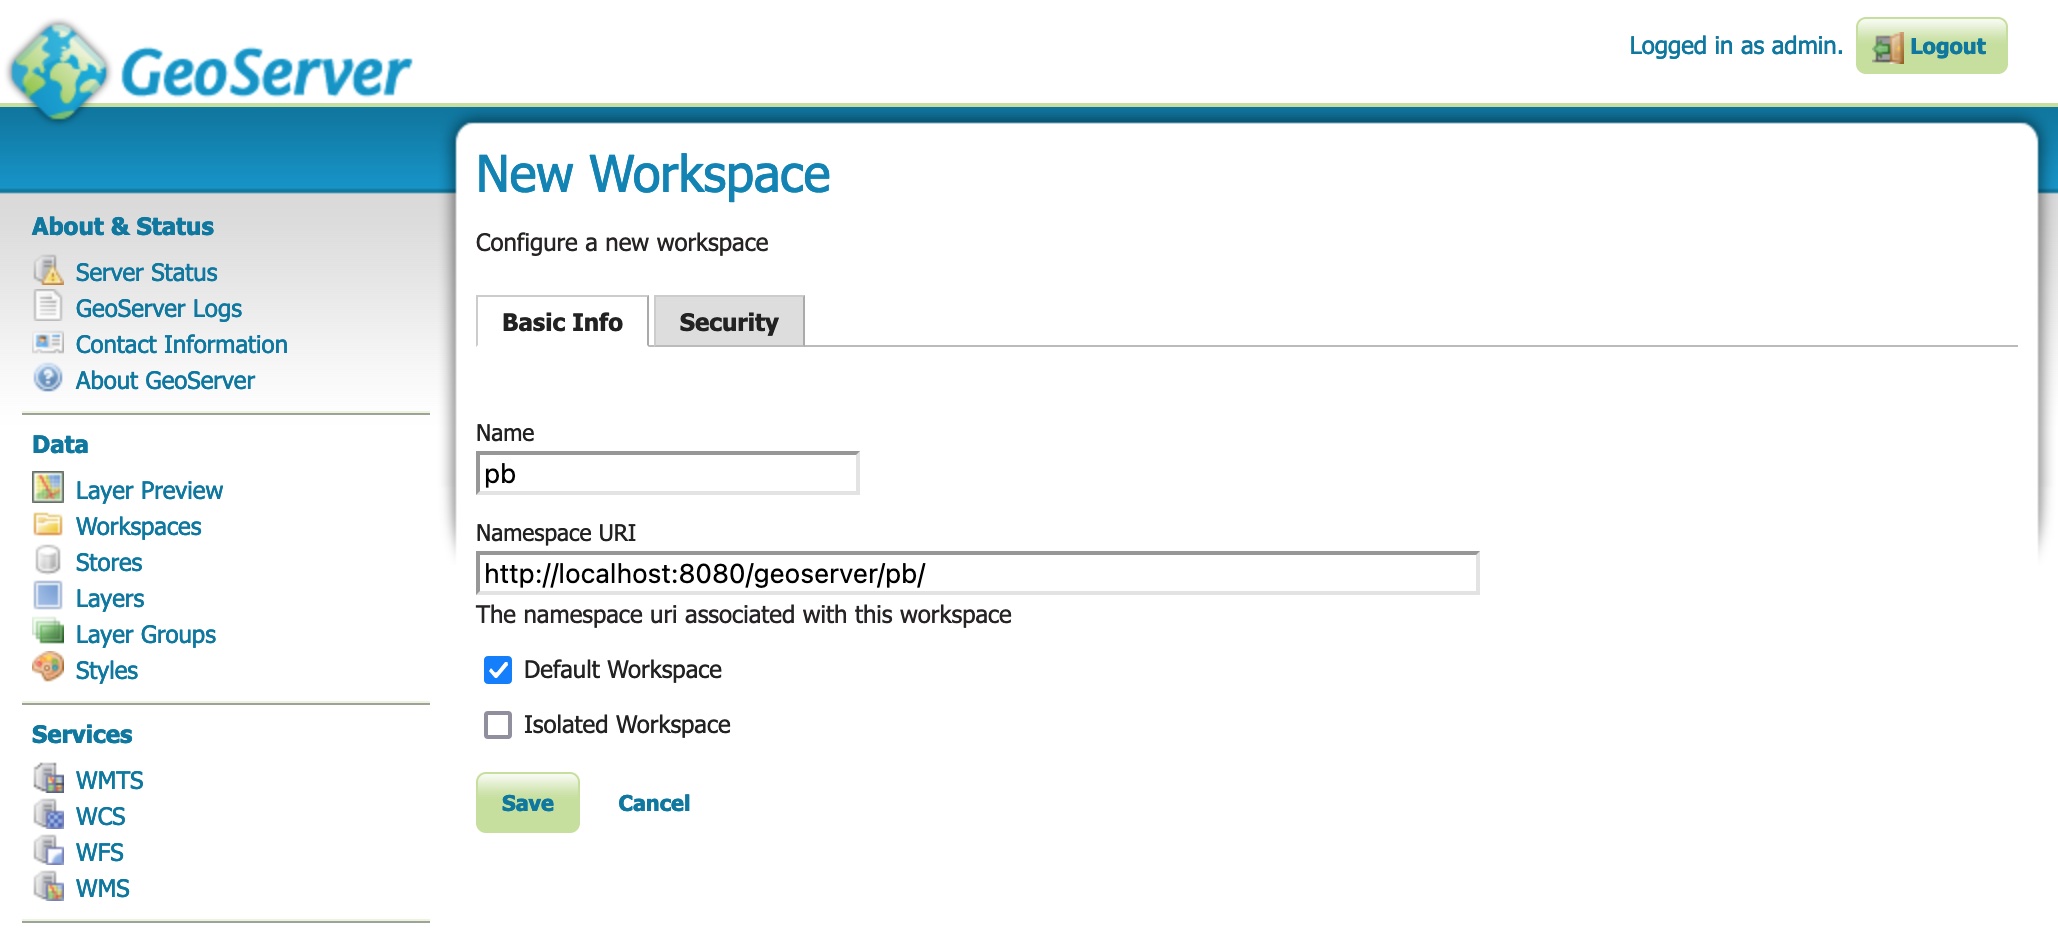 GeoServer
Logged in as admin.
Logout
About & Status
Server Status
GeoServer Logs
Contact Information
About GeoServer
Data
Layer Preview
Workspaces
Stores
Layers
Layer Groups
Styles
Services
WMTS
WCS
WFS
WMS
New Workspace
Configure a new workspace
Basic Info
Security
Name
pb
Namespace URI
http://localhost:8080/geoserver/pb/
The namespace uri associated with this workspace
Default Workspace
Isolated Workspace
Save
Cancel